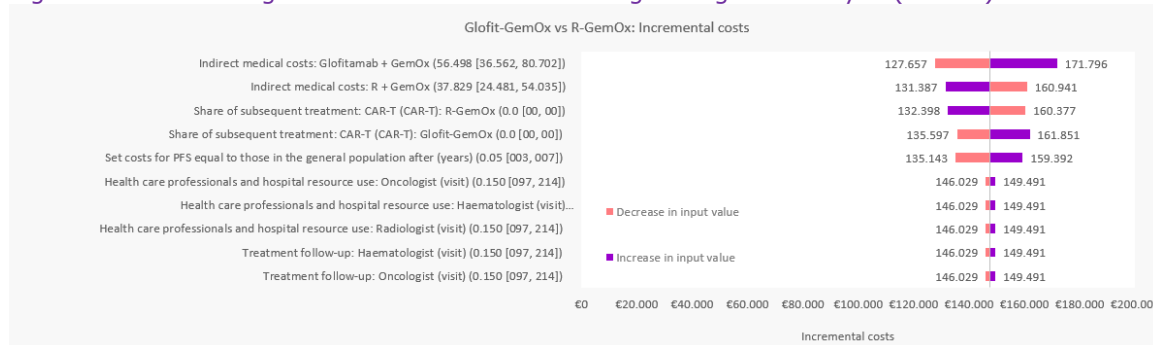 Glofit-GemOx vs R-GemOx: Incremental costs
Indirect medical costs: Glofitamab + GemOx (56.498 [36.562, 80.702]) 127.657 171.796
Indirect medical costs: R + GemOx (37.829 [24.481, 54.035]) 131.387 160.941
Share of subsequent treatment: CAR-T (CAR-T): R-GemOx (0.0 [00, 00]) 132.398 160.377
Share of subsequent treatment: CAR-T (CAR-T): Glofit-GemOx (0.0 [00, 00]) 135.597 161.851
Set costs for PFS equal to those in the general population after (years) (0.05 [003, 007]) 135.143 159.392
Health care professionals and hospital resource use: Oncologist (visit) (0.150 [097, 214]) 146.029 149.491
Health care professionals and hospital resource use: Haematologist (visit)... 146.029 149.491
Health care professionals and hospital resource use: Radiologist (visit) (0.150 [097, 214]) 146.029 149.491
Treatment follow-up: Haematologist (visit) (0.150 [097, 214]) 146.029 149.491
Treatment follow-up: Oncologist (visit) (0.150 [097, 214]) 146.029 149.491
Decrease in input value
Increase in input value
€0 €20.000 €40.000 €60.000 €80.000 €100.000 €120.000 €140.000 €160.000 €180.000 €200.00
Incremental costs